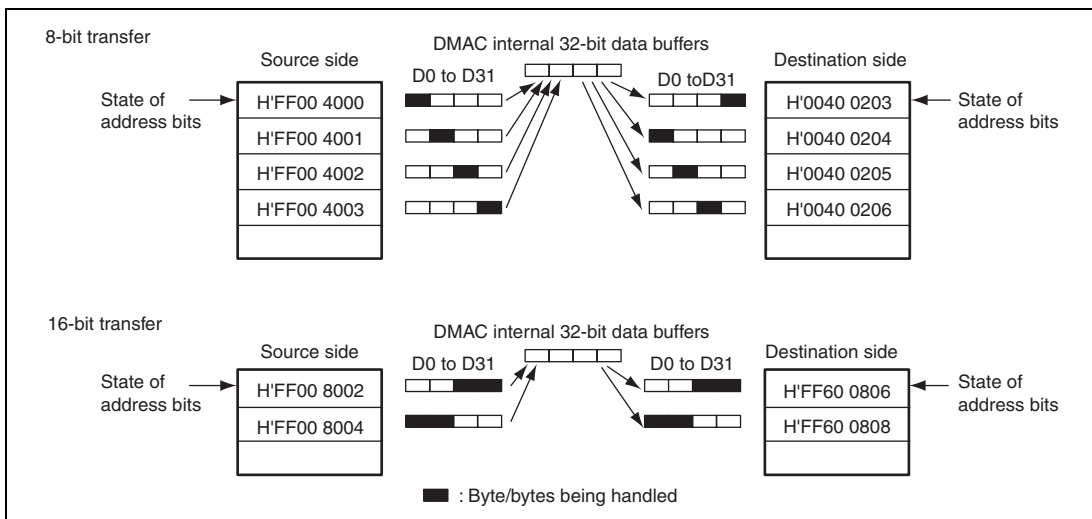 8-bit transfer
DMAC internal 32-bit data buffers
Source side
D0 to D31
D0 toD31
Destination side
State of
address bits
H'FF00 4000
H'FF00 4001
H'FF00 4002
H'FF00 4003
H'0040 0203
H'0040 0204
H'0040 0205
H'0040 0206
State of
address bits
16-bit transfer
DMAC internal 32-bit data buffers
Source side
D0 to D31
D0 to D31
Destination side
State of
address bits
H'FF00 8002
H'FF00 8004
H'FF60 0806
H'FF60 0808
State of
address bits
: Byte/bytes being handled